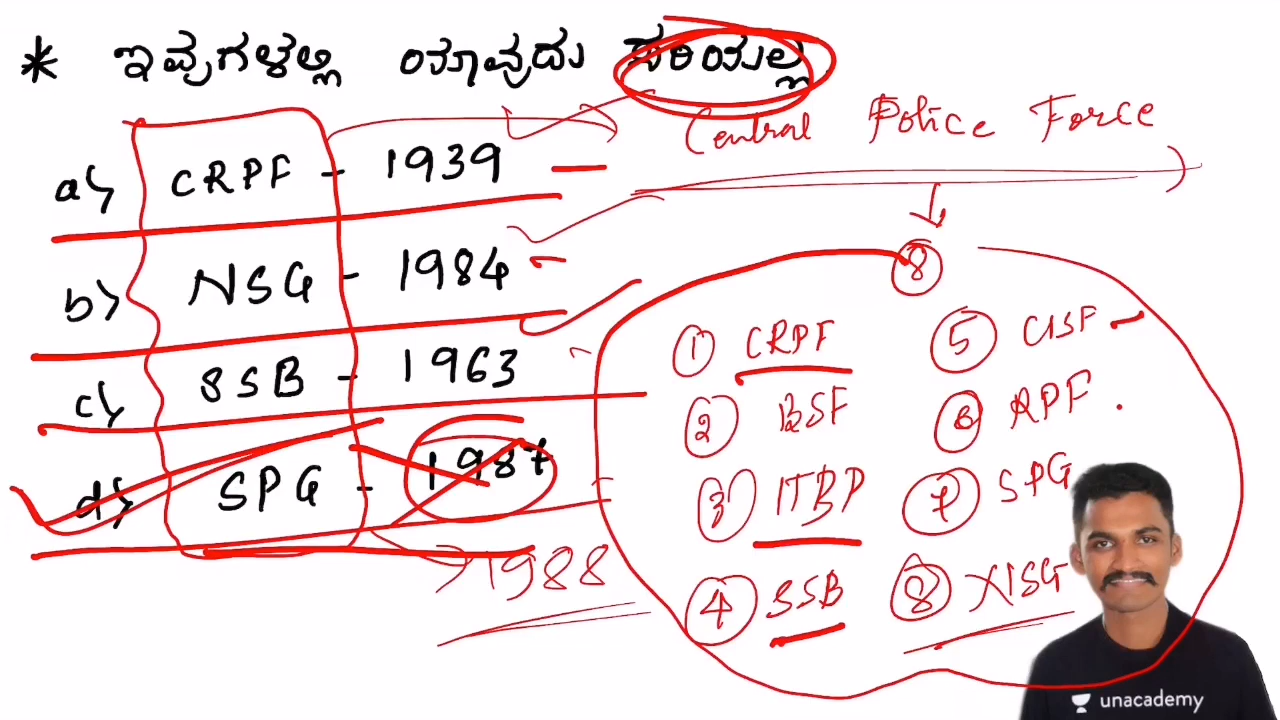 * ಇವುಗಳಲ್ಲಿ ಯಾವುದು ಸರಿಯಲ್ಲ
a) CRPF - 1939
b) NSG - 1984
c) SSB - 1963
d) SPG - 1987
1988
Central Police Force
8
1 CRPF
2 BSF
3 ITBP
4 SSB
5 CISF
6 RPF
7 SPG
8 NSG
unacademy